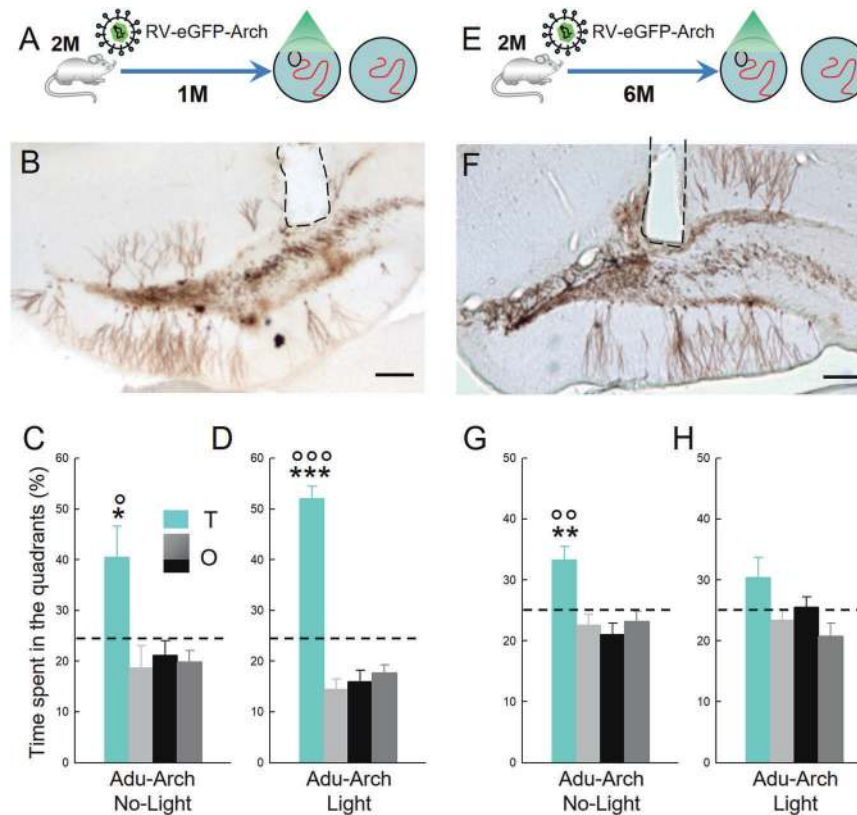 A
2M
RV-eGFP-Arch
1M
E
2M
RV-eGFP-Arch
6M
B
F
C
D
G
H
Time spent in the quadrants (%)
60
50
40
30
20
10
0
°
*
T
O
Adu-Arch
No-Light
60
50
40
30
20
10
0
°°°
***
Adu-Arch
Light
50
40
30
20
10
0
°°
**
Adu-Arch
No-Light
50
40
30
20
10
0
Adu-Arch
Light